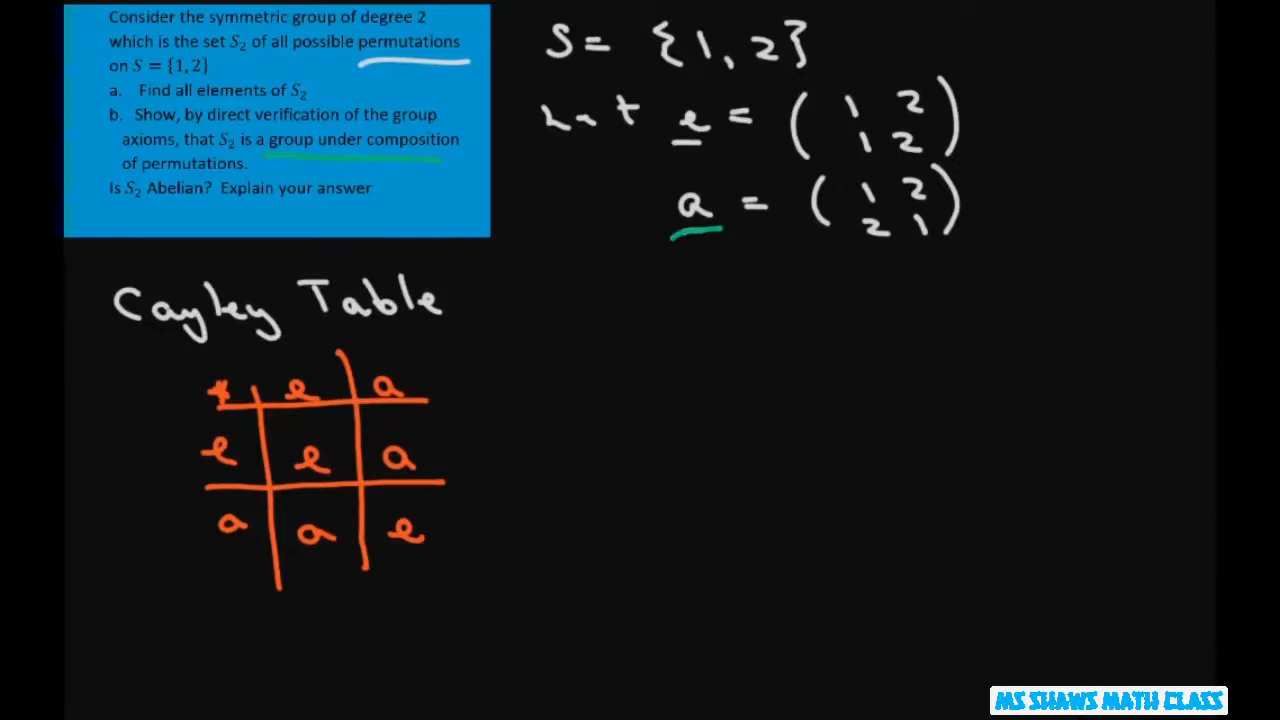 Consider the symmetric group of degree 2
which is the set S₂ of all possible permutations
on S = {1, 2}
a. Find all elements of S₂
b. Show, by direct verification of the group
axioms, that S₂ is a group under composition
of permutations.
Is S₂ Abelian? Explain your answer
S = {1, 2}
e = ( 1 2
1 2 )
a = ( 1 2
2 1 )
Cayley Table
* e a
e e a
a a e
MS SHAWS MATH CLASS